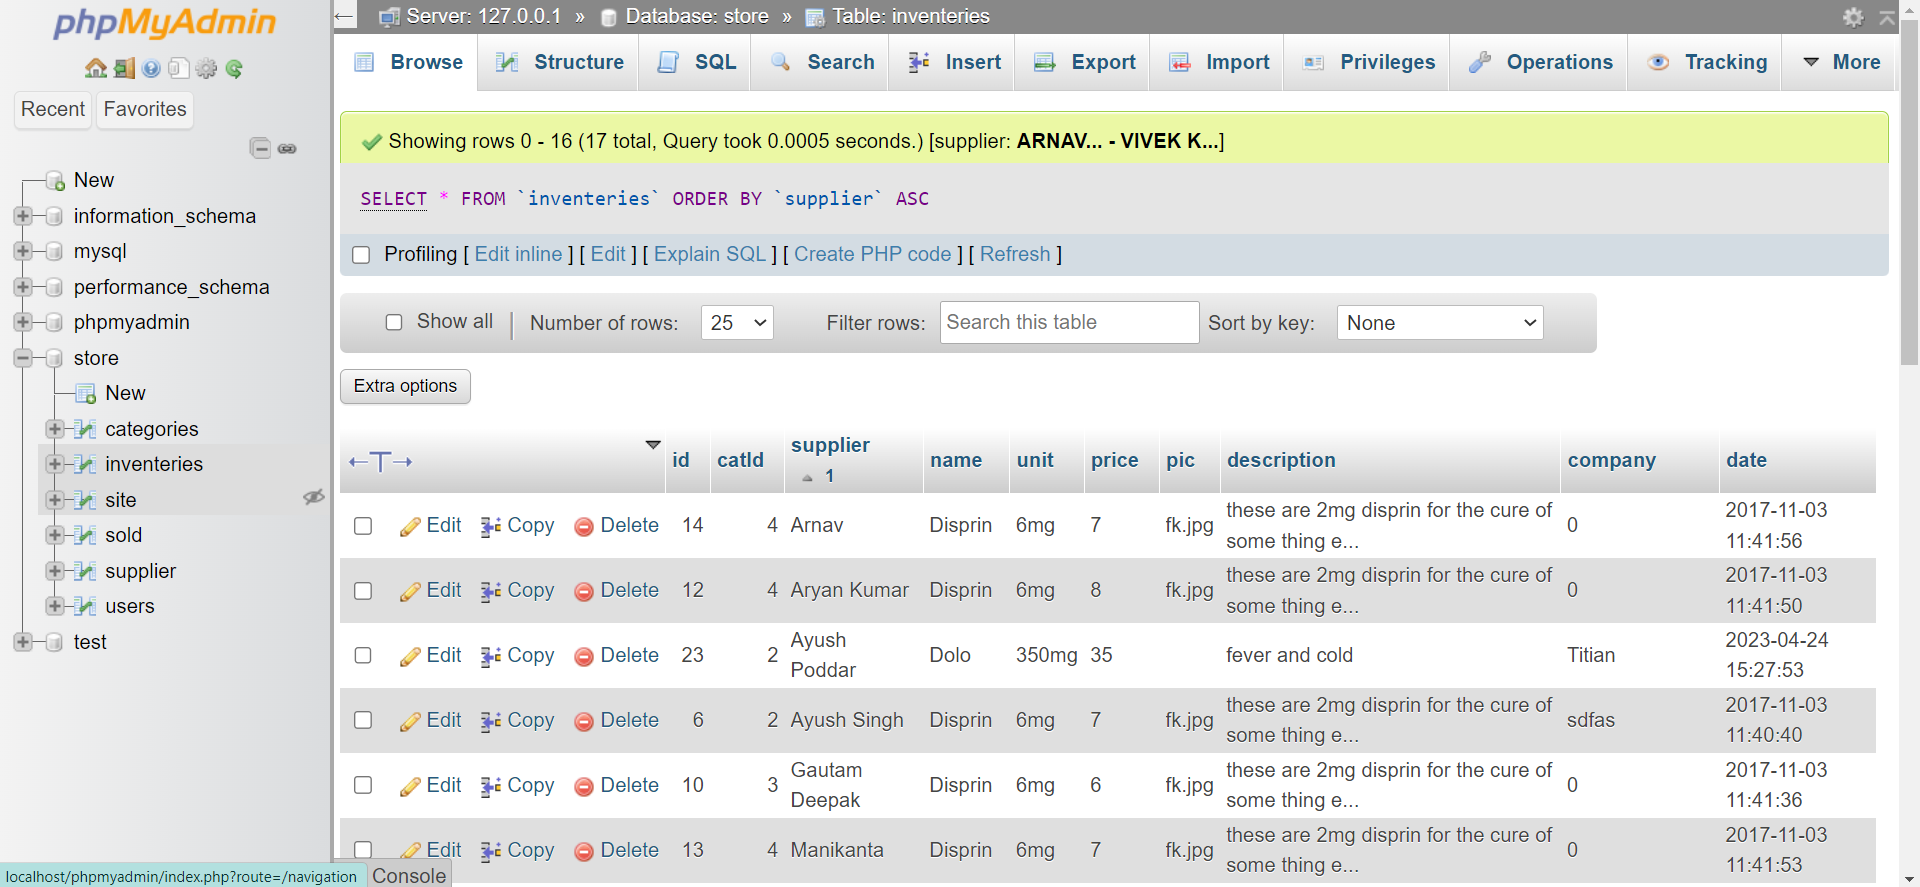 phpMyAdmin
Recent Favorites
New
information_schema
mysql
performance_schema
phpmyadmin
store
New
categories
inventeries
site
sold
supplier
users
test
localhost/phpmyadmin/index.php?route=/navigation
← Server: 127.0.0.1 » Database: store » Table: inventeries
Browse Structure SQL Search Insert Export Import Privileges Operations Tracking More
Showing rows 0 - 16 (17 total, Query took 0.0005 seconds.) [supplier: ARNAV... - VIVEK K...]
SELECT * FROM `inventeries` ORDER BY `supplier` ASC
Profiling [ Edit inline ] [ Edit ] [ Explain SQL ] [ Create PHP code ] [ Refresh ]
Show all | Number of rows: 25 Filter rows: Search this table Sort by key: None
Extra options
←T→ id catId supplier 1 name unit price pic description company date
Edit Copy Delete 14 4 Arnav Disprin 6mg 7 fk.jpg these are 2mg disprin for the cure of 0 2017-11-03
some thing e... 11:41:56
Edit Copy Delete 12 4 Aryan Kumar Disprin 6mg 8 fk.jpg these are 2mg disprin for the cure of 0 2017-11-03
some thing e... 11:41:50
Edit Copy Delete 23 2 Ayush Dolo 350mg 35 fever and cold Titian 2023-04-24
Poddar 15:27:53
Edit Copy Delete 6 2 Ayush Singh Disprin 6mg 7 fk.jpg these are 2mg disprin for the cure of sdfas 2017-11-03
some thing e... 11:40:40
Edit Copy Delete 10 3 Gautam Disprin 6mg 6 fk.jpg these are 2mg disprin for the cure of 0 2017-11-03
Deepak some thing e... 11:41:36
Edit Copy Delete 13 4 Manikanta Disprin 6mg 7 fk.jpg these are 2mg disprin for the cure of 0 2017-11-03
some thing e... 11:41:53
Console